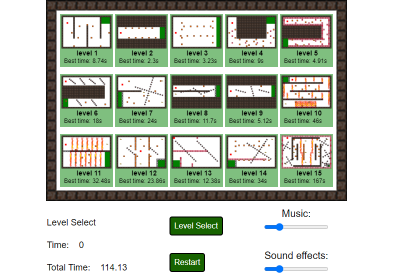 level 1 level 2 level 3 level 4 level 5
Best time: 8.74s Best time: 2.3s Best time: 3.23s Best time: 9s Best time: 4.91s
level 6 level 7 level 8 level 9 level 10
Best time: 18s Best time: 24s Best time: 11.7s Best time: 5.12s Best time: 46s
level 11 level 12 level 13 level 14 level 15
Best time: 32.48s Best time: 23.86s Best time: 12.38s Best time: 34s Best time: 167s
Level Select Level Select Music:
Time: 0
Total Time: 114.13 Restart Sound effects: